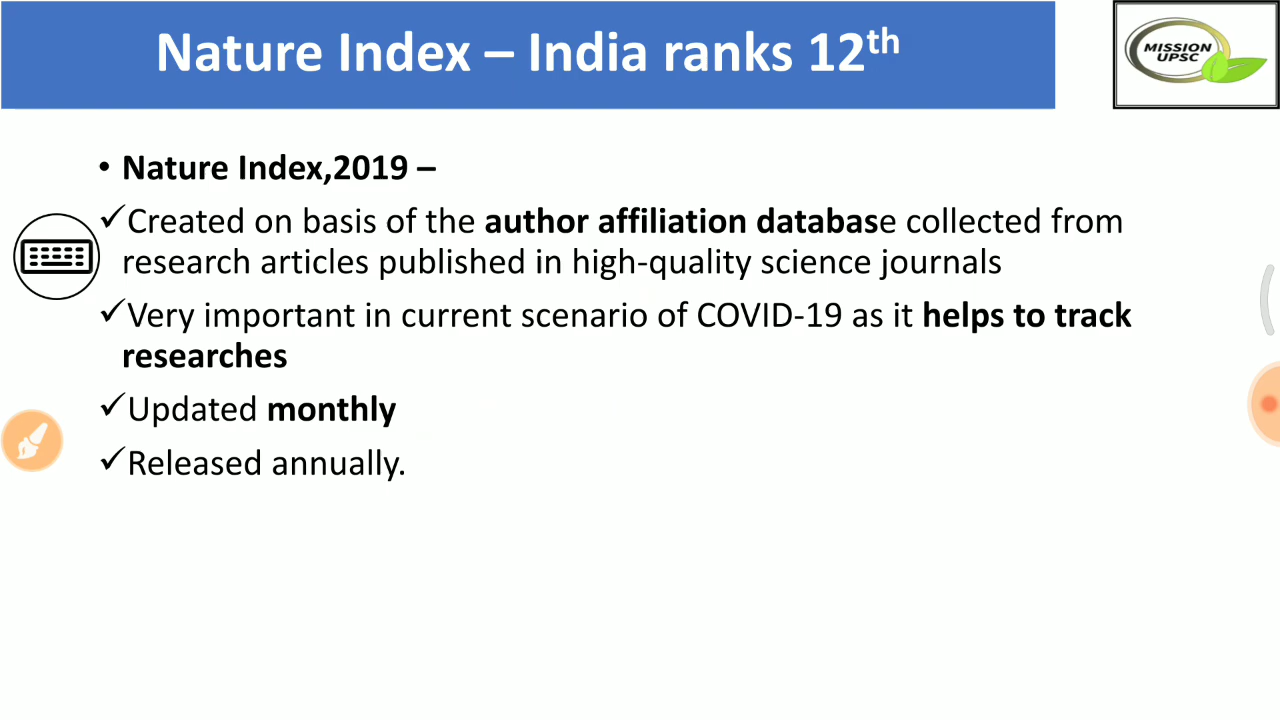 Nature Index – India ranks 12th
MISSION
UPSC
• Nature Index,2019 –
✓Created on basis of the author affiliation database collected from
research articles published in high-quality science journals
✓Very important in current scenario of COVID-19 as it helps to track
researches
✓Updated monthly
✓Released annually.